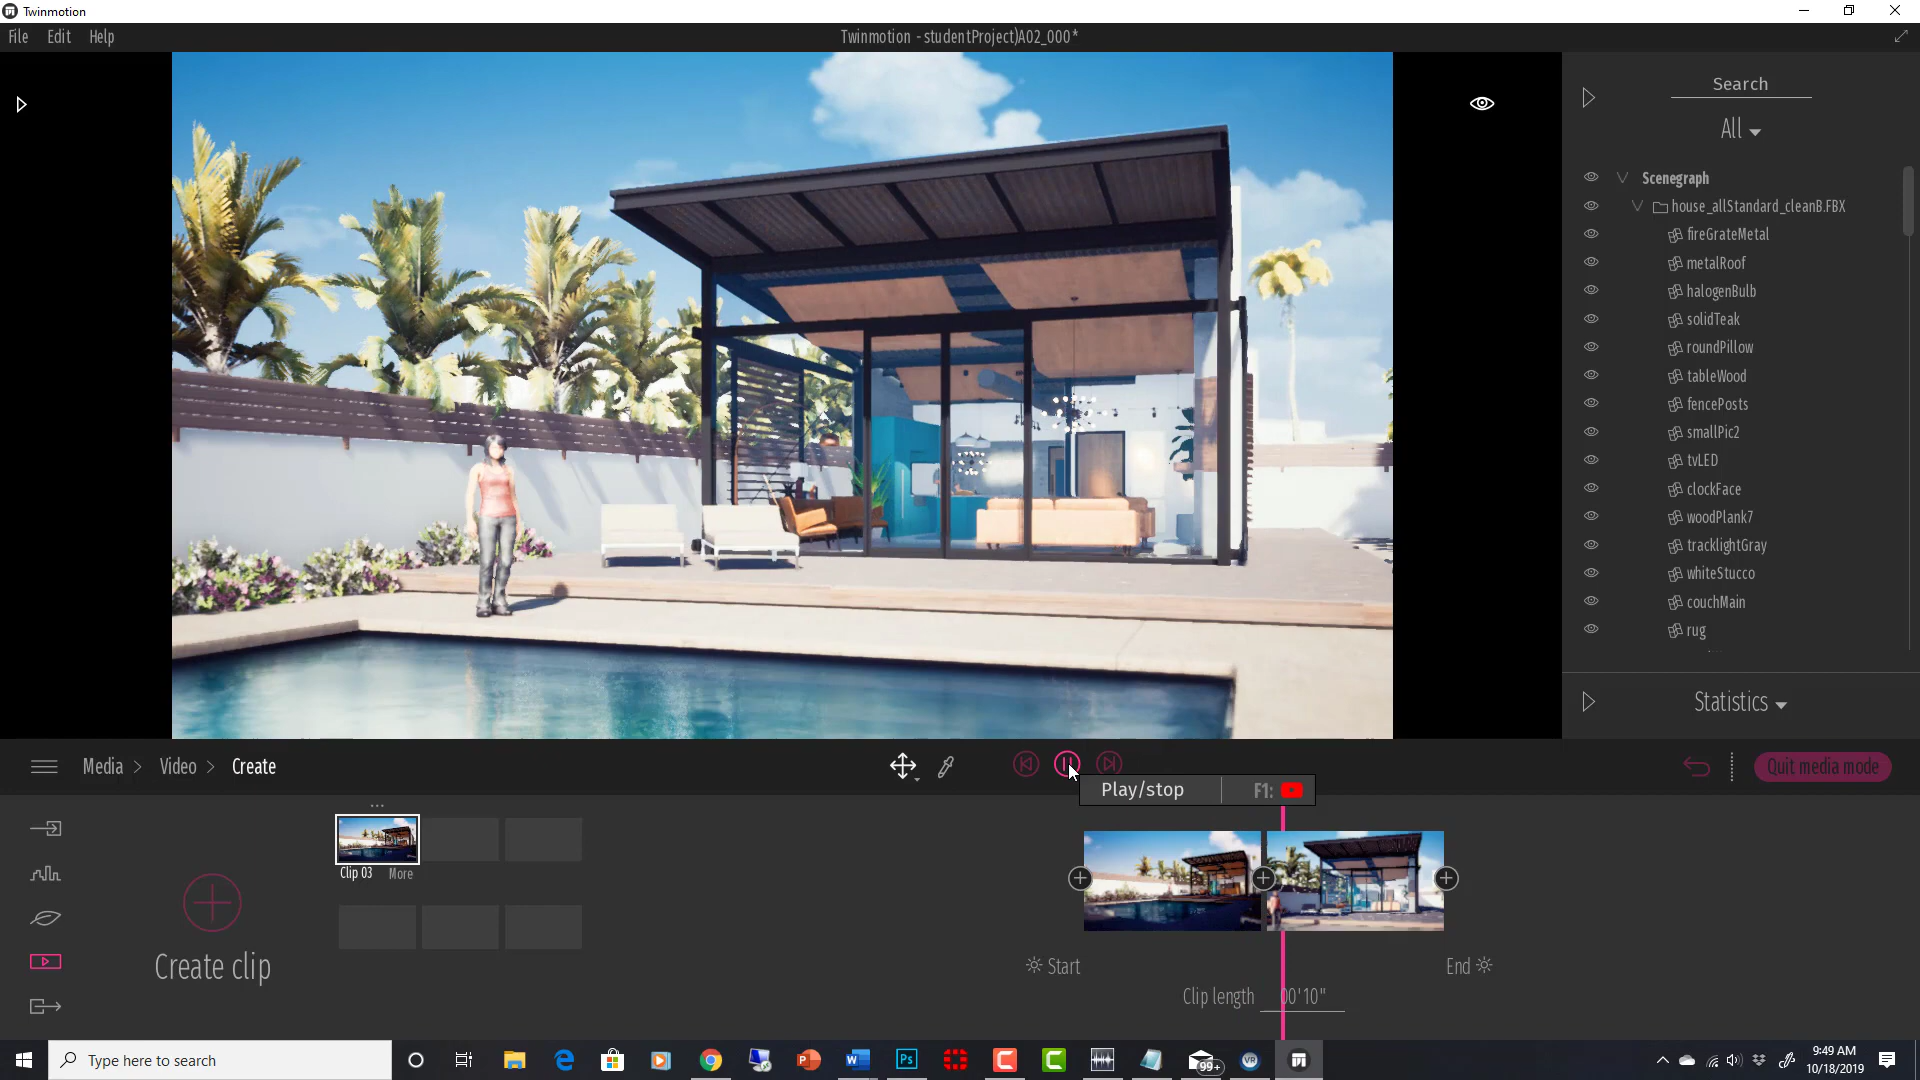 Twinmotion
File Edit Help
Twinmotion - studentProject)A02_000*
Search
All
Scenegraph
house_allStandard_cleanB.FBX
fireGrateMetal
metalRoof
halogenBulb
solidTeak
roundPillow
tableWood
fencePosts
smallPic2
tvLED
clockFace
woodPlank7
tracklightGray
whiteStucco
couchMain
rug
Statistics
Media > Video > Create
Quit media mode
Play/stop F1:
Clip 03 More
Create clip
Start
End
Clip length 00'10"
Type here to search
99+
9:49 AM
10/18/2019